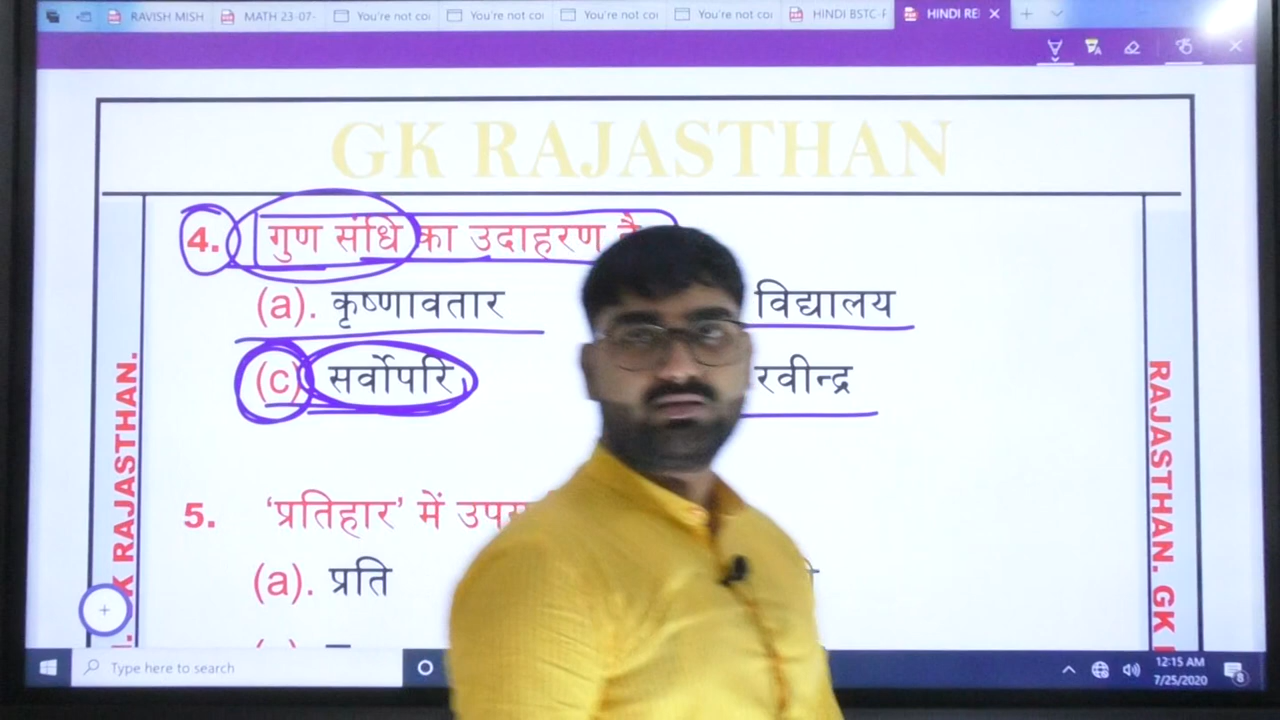 RAVISH MISH MATH 23-07- You're not co You're not co You're not co You're not co HINDI BSTC HINDI RE
GK RAJASTHAN
4. गुण संधि का उदाहरण है
(a). कृष्णावतार विद्यालय
(c) सर्वोपरि रवीन्द्र
5. 'प्रतिहार' में
(a). प्रति
RAJASTHAN.
RAJASTHAN. GK
Type here to search
12:15 AM
7/25/2020
8